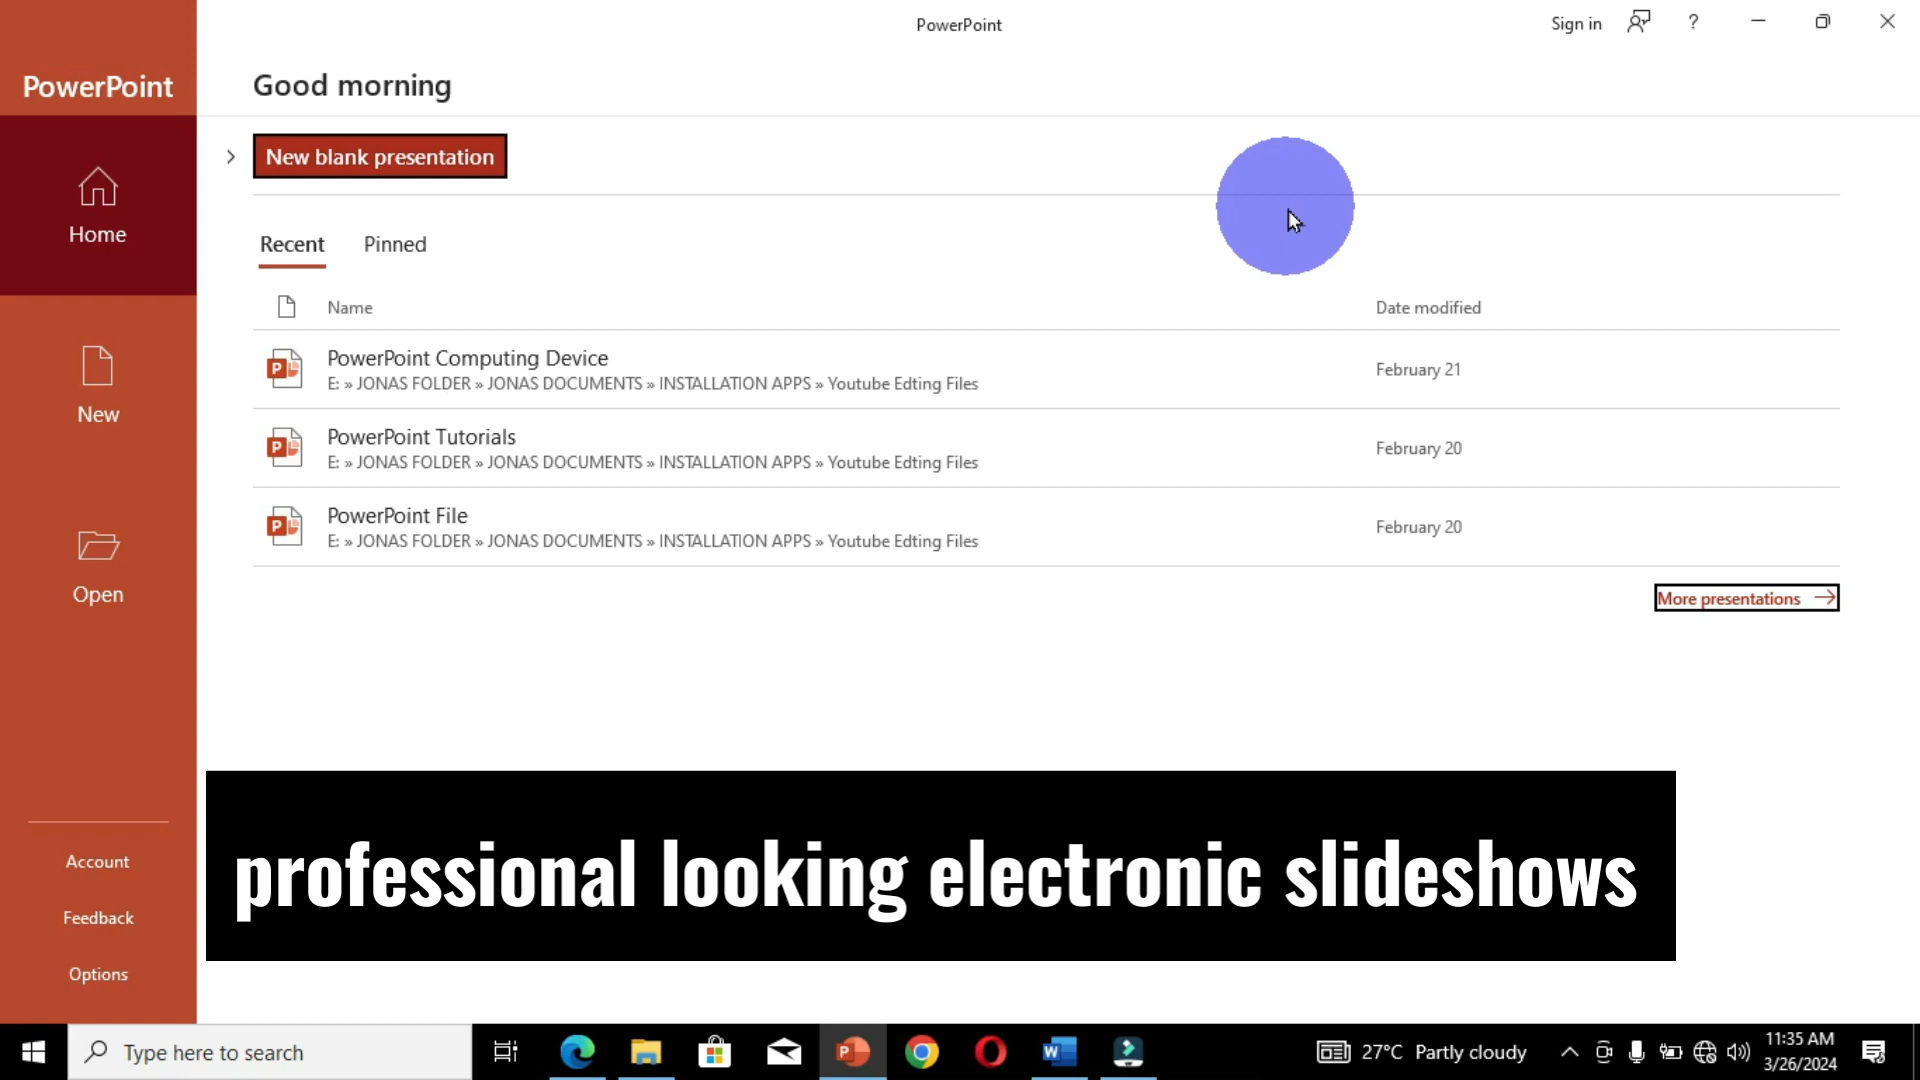 PowerPoint
Sign in
?
PowerPoint
Good morning
New blank presentation
Home
Recent
Pinned
Name
Date modified
PowerPoint Computing Device
E: » JONAS FOLDER » JONAS DOCUMENTS » INSTALLATION APPS » Youtube Edting Files
February 21
New
PowerPoint Tutorials
E: » JONAS FOLDER » JONAS DOCUMENTS » INSTALLATION APPS » Youtube Edting Files
February 20
PowerPoint File
E: » JONAS FOLDER » JONAS DOCUMENTS » INSTALLATION APPS » Youtube Edting Files
February 20
Open
More presentations
professional looking electronic slideshows
Account
Feedback
Options
Type here to search
27°C Partly cloudy
11:35 AM
3/26/2024